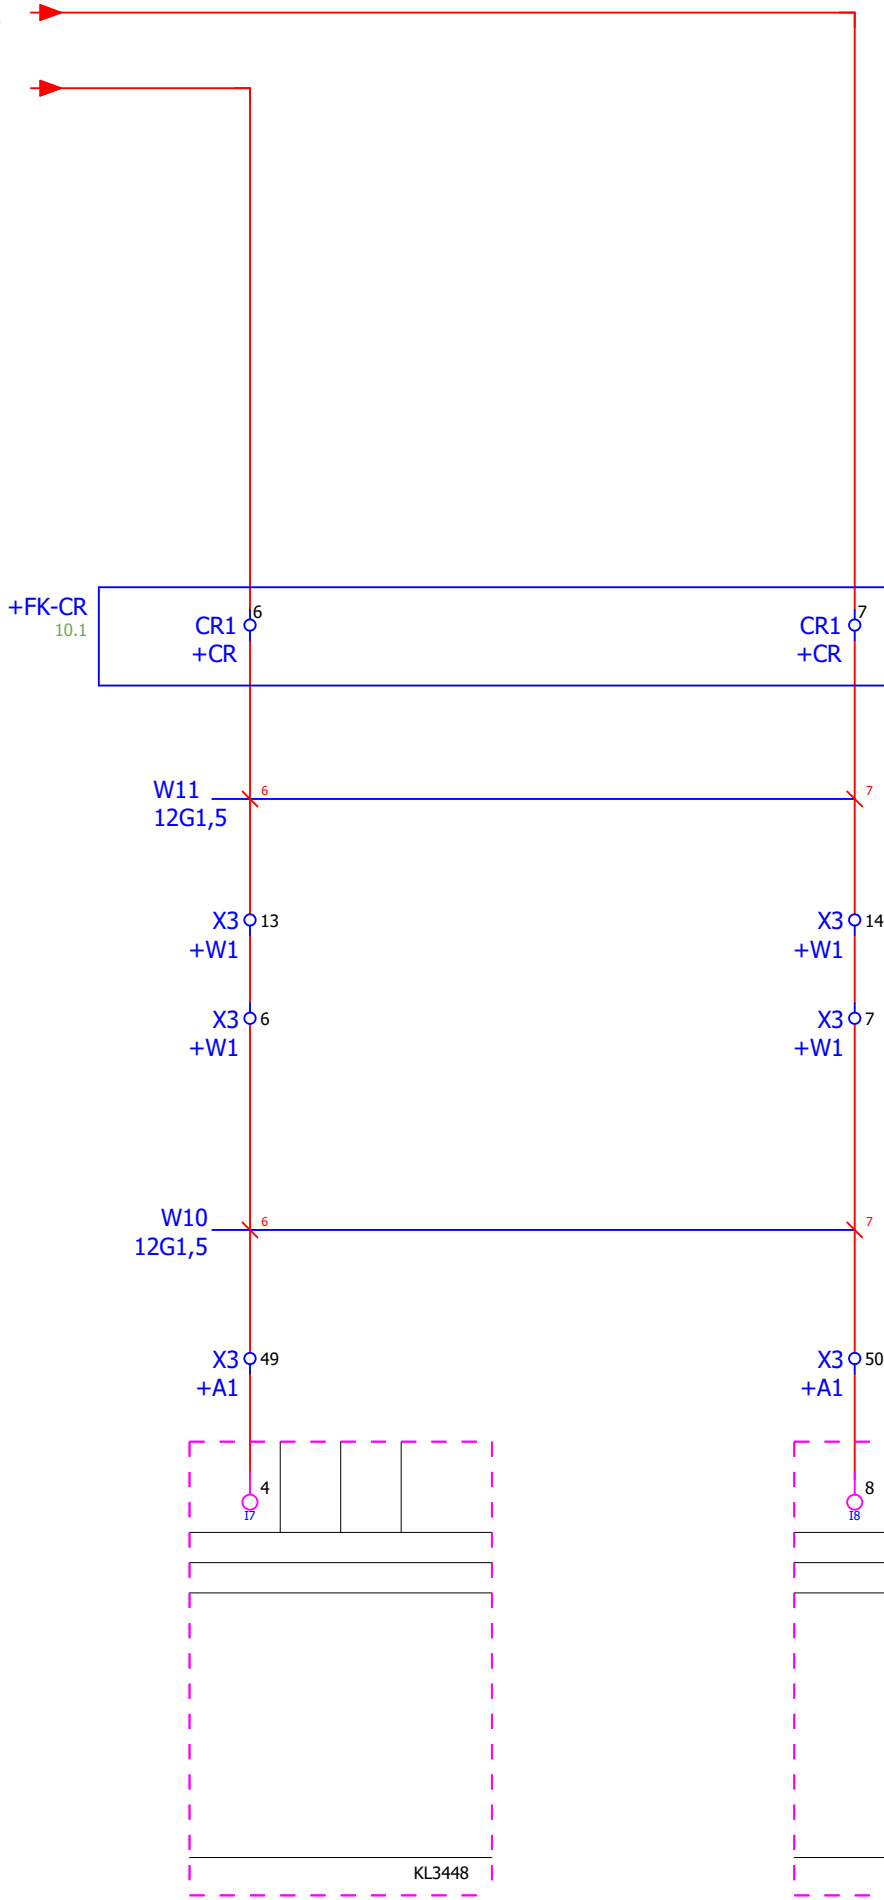 6
7
+FK-CR
10.1
CR1
+CR
CR1
+CR
W11
12G1,5
6
7
X3 13
+W1
X3 14
+W1
X3 6
+W1
X3 7
+W1
W10
12G1,5
6
7
X3 49
+A1
X3 50
+A1
4
I7
8
I8
KL3448